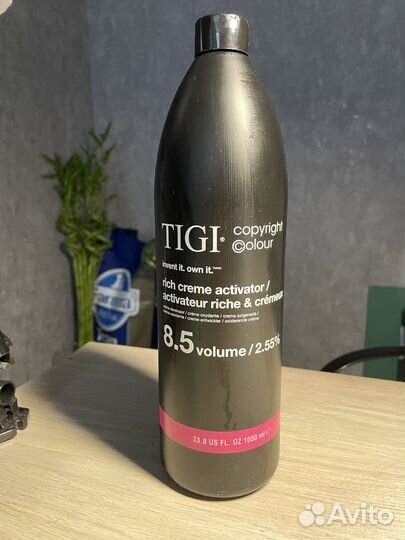 TIGI®
copyright
©olour
invent it. own it.
rich creme activator /
activateur riche & crémeux
8.5 volume / 2.55%
33.8 US FL. OZ 1000 ml e
Avito